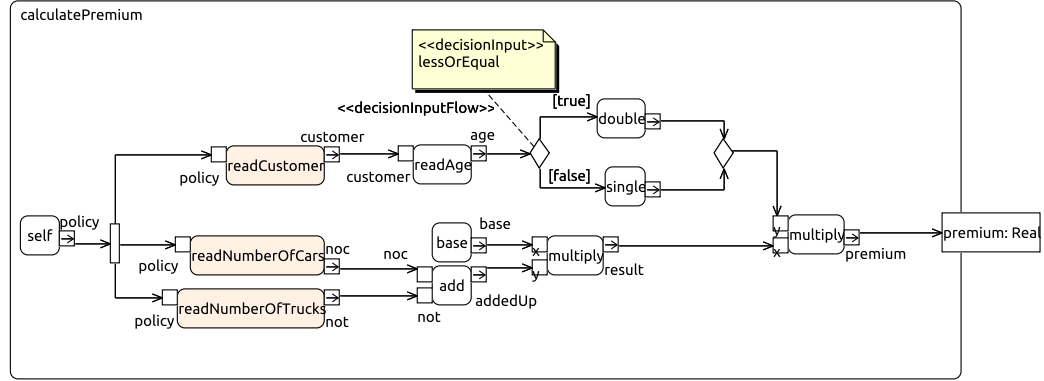 calculatePremium
<<decisionInput>>
lessOrEqual
<<decisionInputFlow>>
[true]
double
customer
age
readCustomer
readAge
policy
customer
[false]
single
policy
self
base
base
y
multiply
premium: Real
noc
noc
x
x
readNumberOfCars
multiply
premium
policy
add
y
result
readNumberOfTrucks
addedUp
policy
not
not